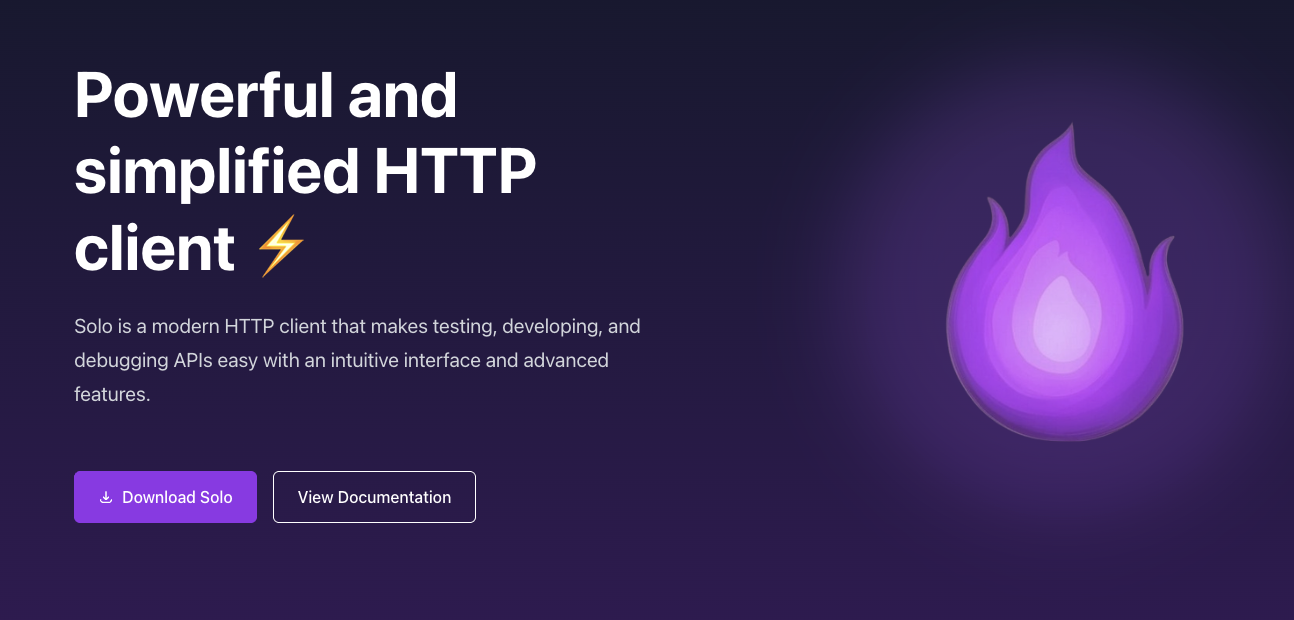 Powerful and
simplified HTTP
client ⚡
Solo is a modern HTTP client that makes testing, developing, and
debugging APIs easy with an intuitive interface and advanced
features.
Download Solo
View Documentation